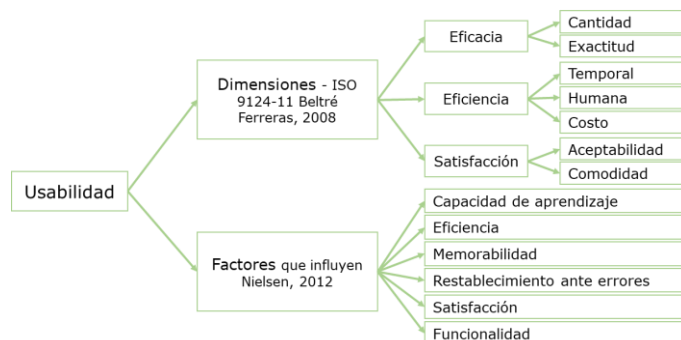 Usabilidad
Dimensiones - ISO
9124-11 Beltré
Ferreras, 2008
Eficacia
Cantidad
Exactitud
Eficiencia
Temporal
Humana
Costo
Satisfacción
Aceptabilidad
Comodidad
Factores que influyen
Nielsen, 2012
Capacidad de aprendizaje
Eficiencia
Memorabilidad
Restablecimiento ante errores
Satisfacción
Funcionalidad